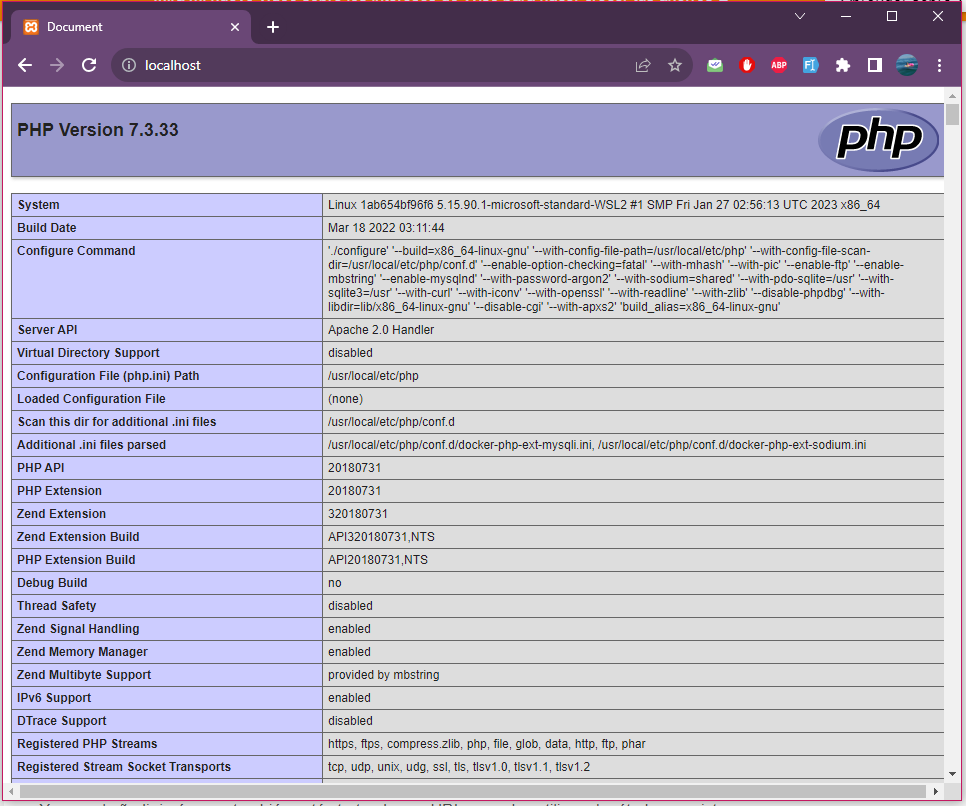 Document
localhost
ABP
PHP Version 7.3.33
php
System Linux 1ab654bf96f6 5.15.90.1-microsoft-standard-WSL2 #1 SMP Fri Jan 27 02:56:13 UTC 2023 x86_64
Build Date Mar 18 2022 03:11:44
Configure Command './configure' '--build=x86_64-linux-gnu' '--with-config-file-path=/usr/local/etc/php' '--with-config-file-scan-
dir=/usr/local/etc/php/conf.d' '--enable-option-checking=fatal' '--with-mhash' '--with-pic' '--enable-ftp' '--enable-
mbstring' '--enable-mysqlnd' '--with-password-argon2' '--with-sodium=shared' '--with-pdo-sqlite=/usr' '--with-
sqlite3=/usr' '--with-curl' '--with-iconv' '--with-openssl' '--with-readline' '--with-zlib' '--disable-phpdbg' '--with-
libdir=lib/x86_64-linux-gnu' '--disable-cgi' '--with-apxs2' 'build_alias=x86_64-linux-gnu'
Server API Apache 2.0 Handler
Virtual Directory Support disabled
Configuration File (php.ini) Path /usr/local/etc/php
Loaded Configuration File (none)
Scan this dir for additional .ini files /usr/local/etc/php/conf.d
Additional .ini files parsed /usr/local/etc/php/conf.d/docker-php-ext-mysqli.ini, /usr/local/etc/php/conf.d/docker-php-ext-sodium.ini
PHP API 20180731
PHP Extension 20180731
Zend Extension 320180731
Zend Extension Build API320180731,NTS
PHP Extension Build API20180731,NTS
Debug Build no
Thread Safety disabled
Zend Signal Handling enabled
Zend Memory Manager enabled
Zend Multibyte Support provided by mbstring
IPv6 Support enabled
DTrace Support disabled
Registered PHP Streams https, ftps, compress.zlib, php, file, glob, data, http, ftp, phar
Registered Stream Socket Transports tcp, udp, unix, udg, ssl, tls, tlsv1.0, tlsv1.1, tlsv1.2